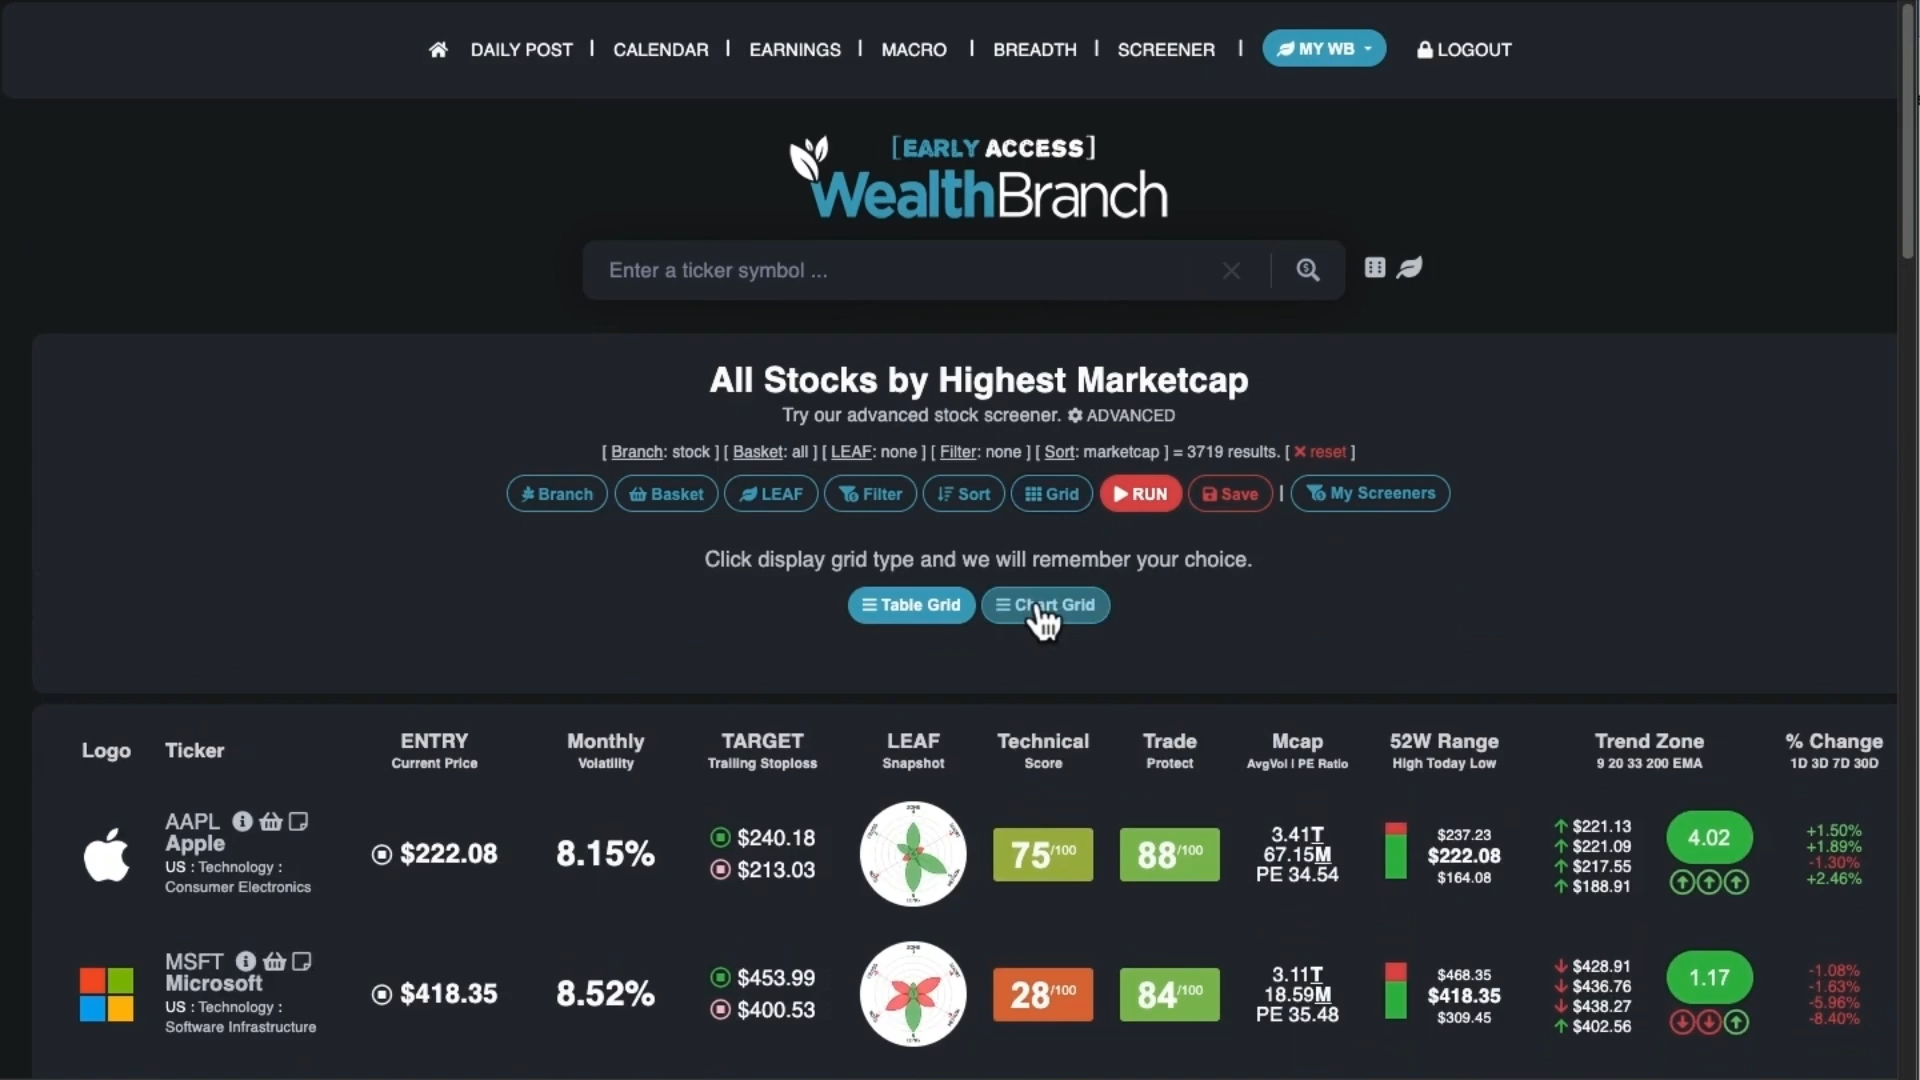 DAILY POST | CALENDAR | EARNINGS | MACRO | BREADTH | SCREENER | MY WB LOGOUT
[EARLY ACCESS]
WealthBranch
Enter a ticker symbol ...
All Stocks by Highest Marketcap
Try our advanced stock screener. ADVANCED
[ Branch: stock ] [ Basket: all ] [ LEAF: none ] [ Filter: none ] [ Sort: marketcap ] = 3719 results. [ × reset ]
Branch Basket LEAF Filter Sort Grid RUN Save | My Screeners
Click display grid type and we will remember your choice.
Table Grid Chart Grid
Logo Ticker ENTRY Monthly TARGET LEAF Technical Trade Mcap 52W Range Trend Zone % Change
Current Price Volatility Trailing Stoploss Snapshot Score Protect AvgVol | PE Ratio High Today Low 9 20 33 200 EMA 1D 3D 7D 30D
AAPL
Apple
US : Technology :
Consumer Electronics
$222.08
8.15%
$240.18
$213.03
75/100
88/100
3.41T
67.15M
PE 34.54
$237.23
$222.08
$164.08
$221.13
$221.09
$217.55
$188.91
4.02
+1.50%
+1.89%
-1.30%
+2.46%
MSFT
Microsoft
US : Technology :
Software Infrastructure
$418.35
8.52%
$453.99
$400.53
28/100
84/100
3.11T
18.59M
PE 35.48
$468.35
$418.35
$309.45
$428.91
$436.76
$438.27
$402.56
1.17
-1.08%
-1.63%
-5.96%
-8.40%